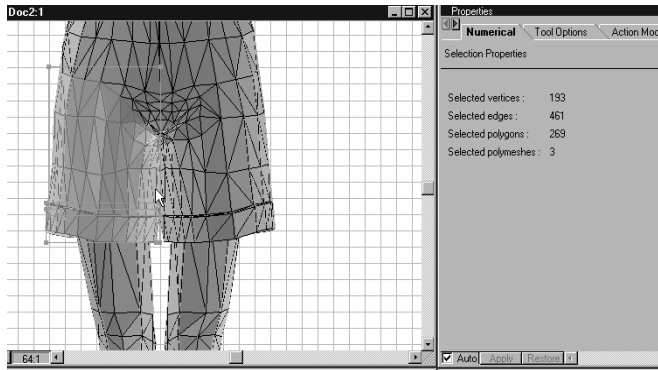 Doc2:1
Properties
Numerical
Tool Options
Action Mod
Selection Properties
Selected vertices : 193
Selected edges : 461
Selected polygons : 269
Selected polymeshes : 3
64:1
Auto
Apply
Restore